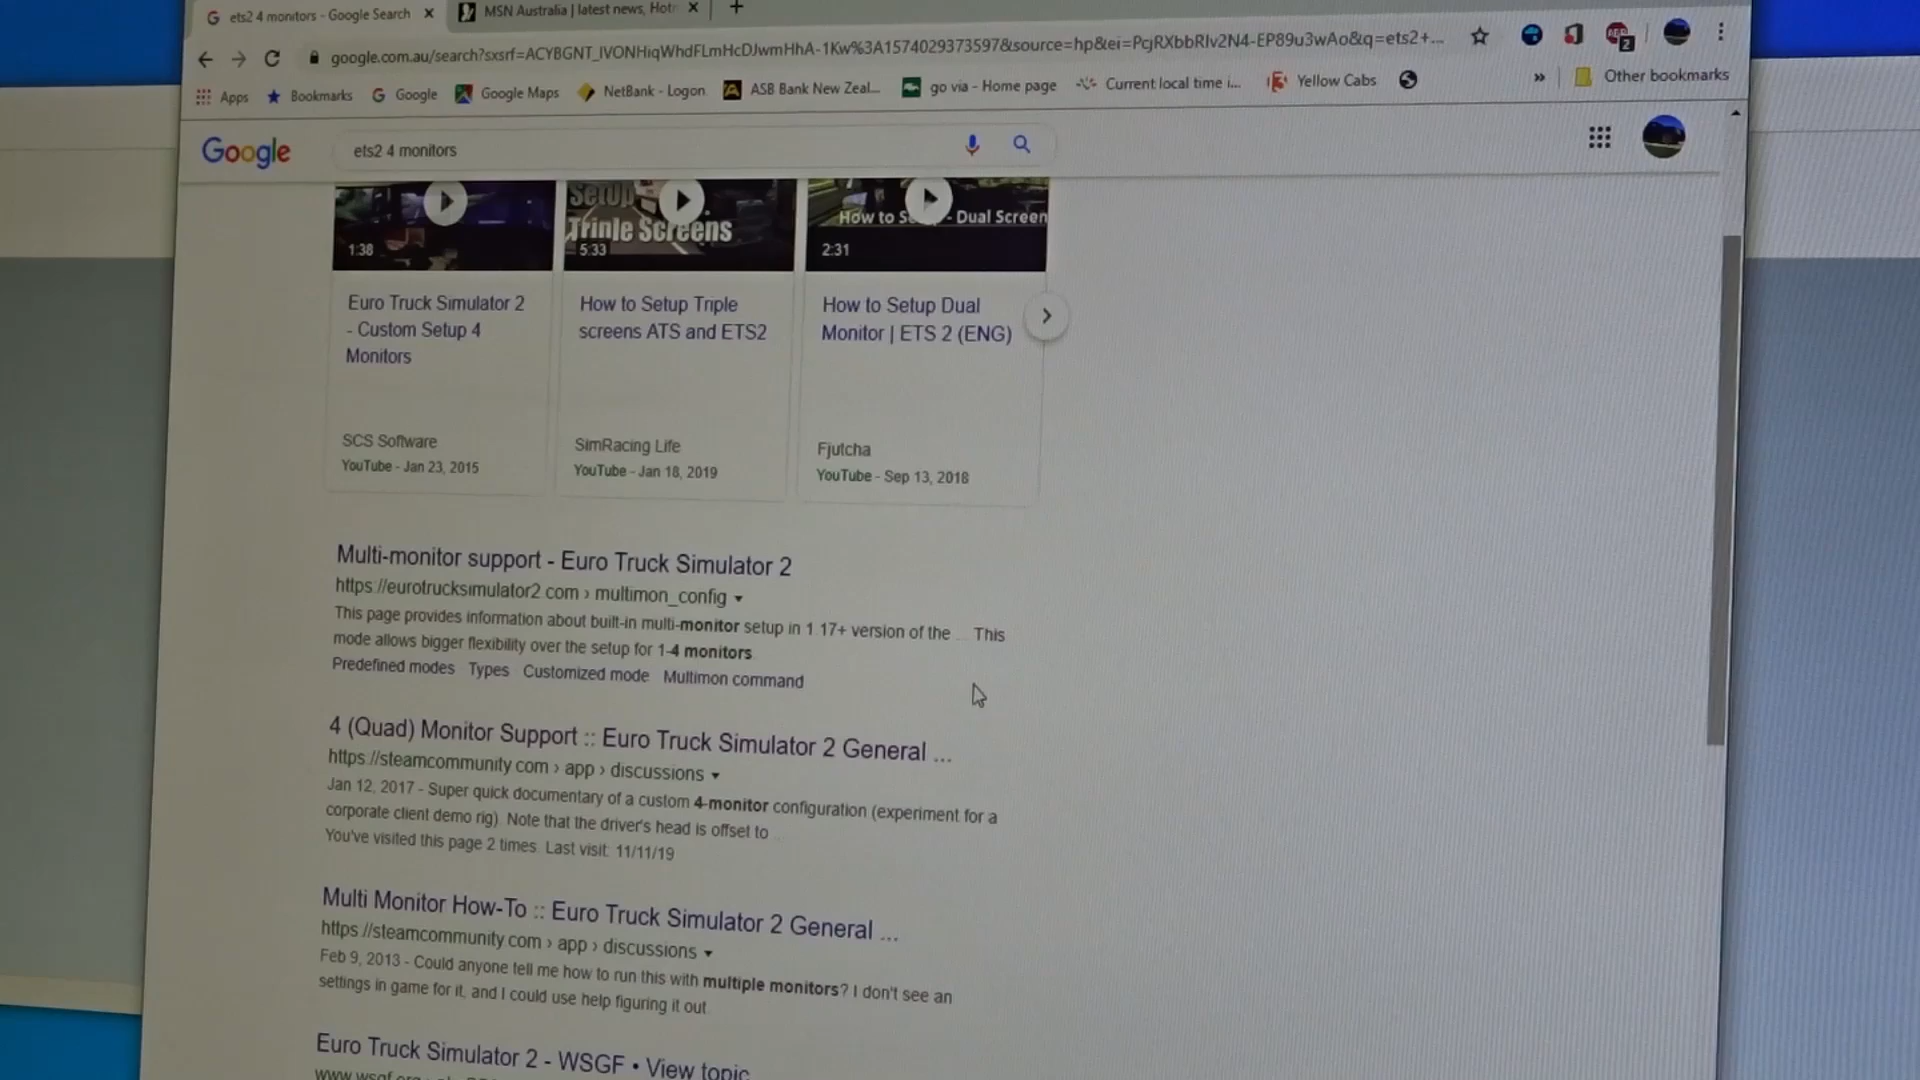 ets2 4 monitors - Google Search
MSN Australia | latest news, Hot
google.com.au/search?sxsrf=ACYBGNT_IVONHiqWhdFLmHcDJwmHhA-1Kw%3A1574029373597&source=hp&ei=PcjRXbbRIv2N4-EP89u3wAo&q=ets2+...
2
Apps
Bookmarks
Google
Google Maps
NetBank - Logon
ASB Bank New Zeal...
go via - Home page
Current local time i...
Yellow Cabs
»
Other bookmarks
Google
ets2 4 monitors
Setup
Triple Screens
How to S
- Dual Screen
1:38
5:33
2:31
Euro Truck Simulator 2
- Custom Setup 4
Monitors
SCS Software
YouTube - Jan 23, 2015
How to Setup Triple
screens ATS and ETS2
SimRacing Life
YouTube - Jan 18, 2019
How to Setup Dual
Monitor | ETS 2 (ENG)
Fjutcha
YouTube - Sep 13, 2018
Multi-monitor support - Euro Truck Simulator 2
https://eurotrucksimulator2.com › multimon_config
This page provides information about built-in multi-monitor setup in 1.17+ version of the ... This
mode allows bigger flexibility over the setup for 1-4 monitors
Predefined modes Types Customized mode Multimon command
4 (Quad) Monitor Support :: Euro Truck Simulator 2 General ...
https://steamcommunity.com › app › discussions
Jan 12, 2017 - Super quick documentary of a custom 4-monitor configuration (experiment for a
corporate client demo rig). Note that the driver's head is offset to
You've visited this page 2 times. Last visit: 11/11/19
Multi Monitor How-To :: Euro Truck Simulator 2 General ...
https://steamcommunity.com › app › discussions
Feb 9, 2013 - Could anyone tell me how to run this with multiple monitors? I don't see an
settings in game for it, and I could use help figuring it out
Euro Truck Simulator 2 - WSGF • View topic